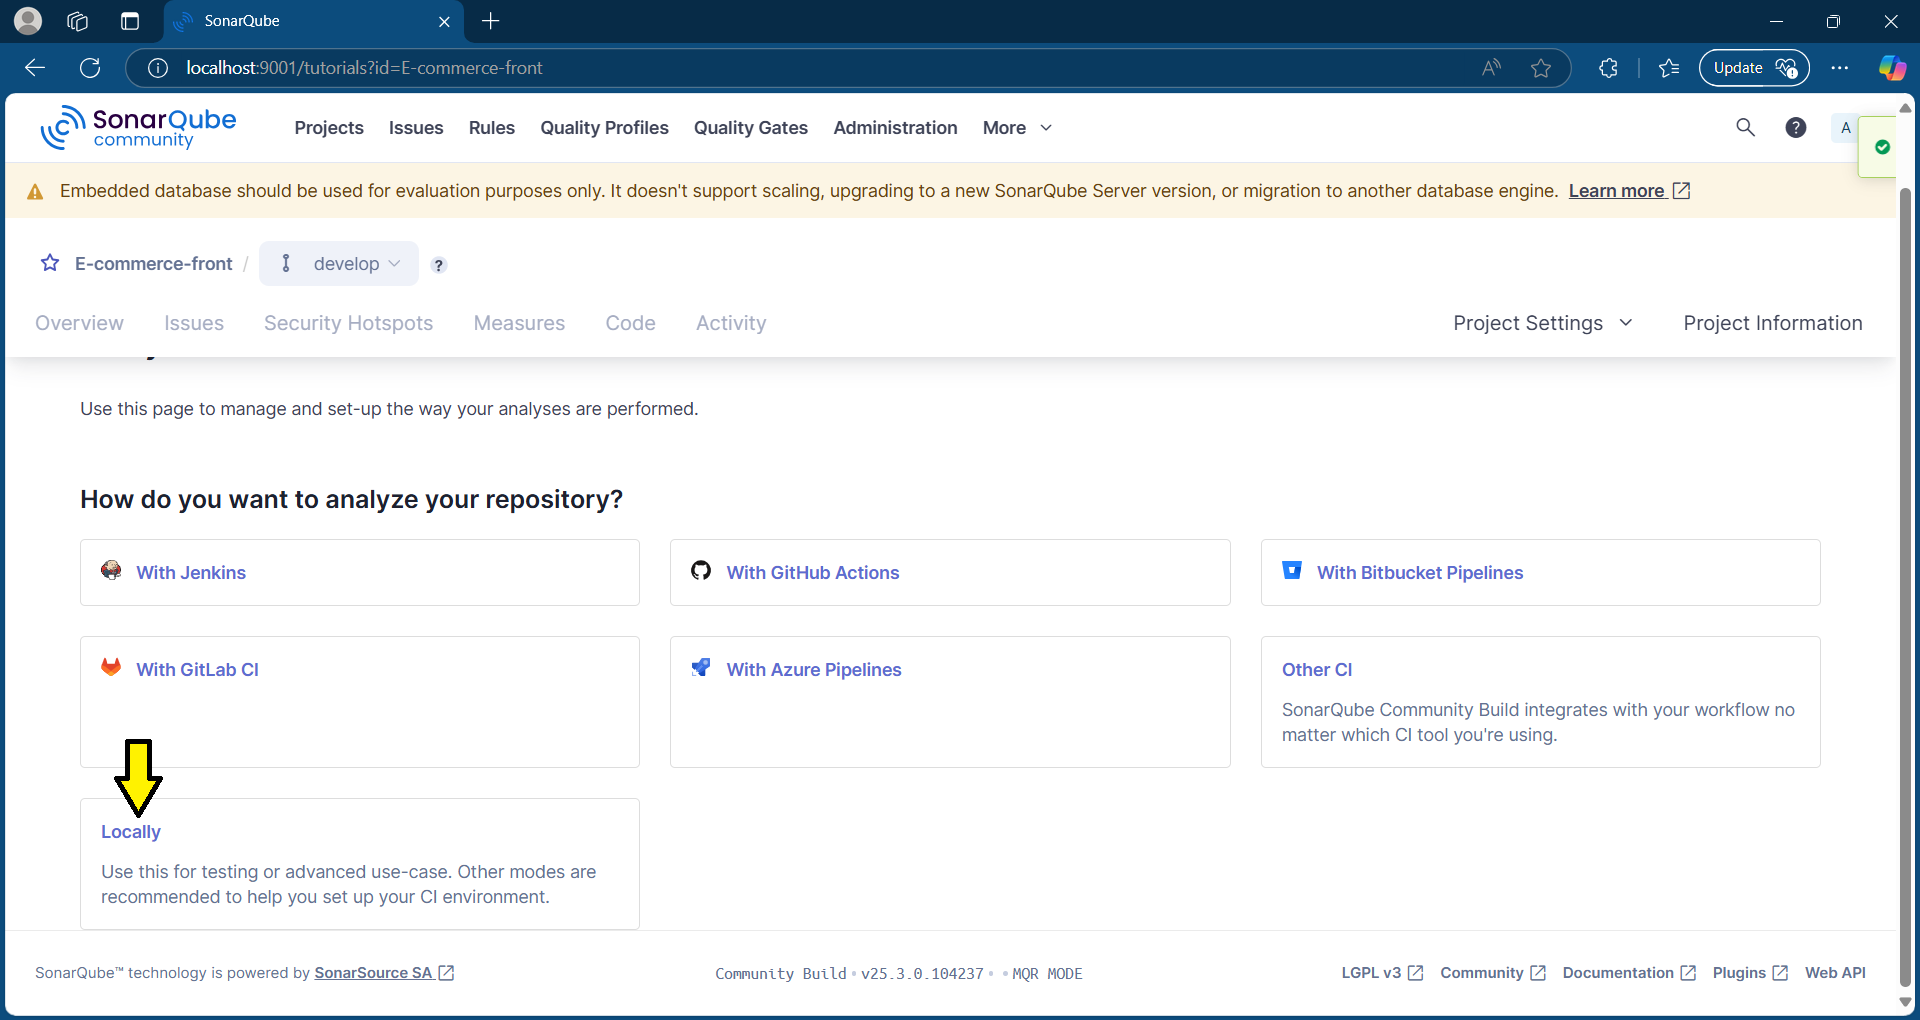 SonarQube
localhost:9001/tutorials?id=E-commerce-front
Update
SonarQube community
Projects Issues Rules Quality Profiles Quality Gates Administration More
A
Embedded database should be used for evaluation purposes only. It doesn't support scaling, upgrading to a new SonarQube Server version, or migration to another database engine. Learn more
E-commerce-front / develop ?
Overview Issues Security Hotspots Measures Code Activity Project Settings Project Information
Use this page to manage and set-up the way your analyses are performed.
How do you want to analyze your repository?
With Jenkins
With GitHub Actions
With Bitbucket Pipelines
With GitLab CI
With Azure Pipelines
Other CI
SonarQube Community Build integrates with your workflow no
matter which CI tool you're using.
Locally
Use this for testing or advanced use-case. Other modes are
recommended to help you set up your CI environment.
SonarQube™ technology is powered by SonarSource SA
Community Build • v25.3.0.104237 • • MQR MODE
LGPL v3 Community Documentation Plugins Web API